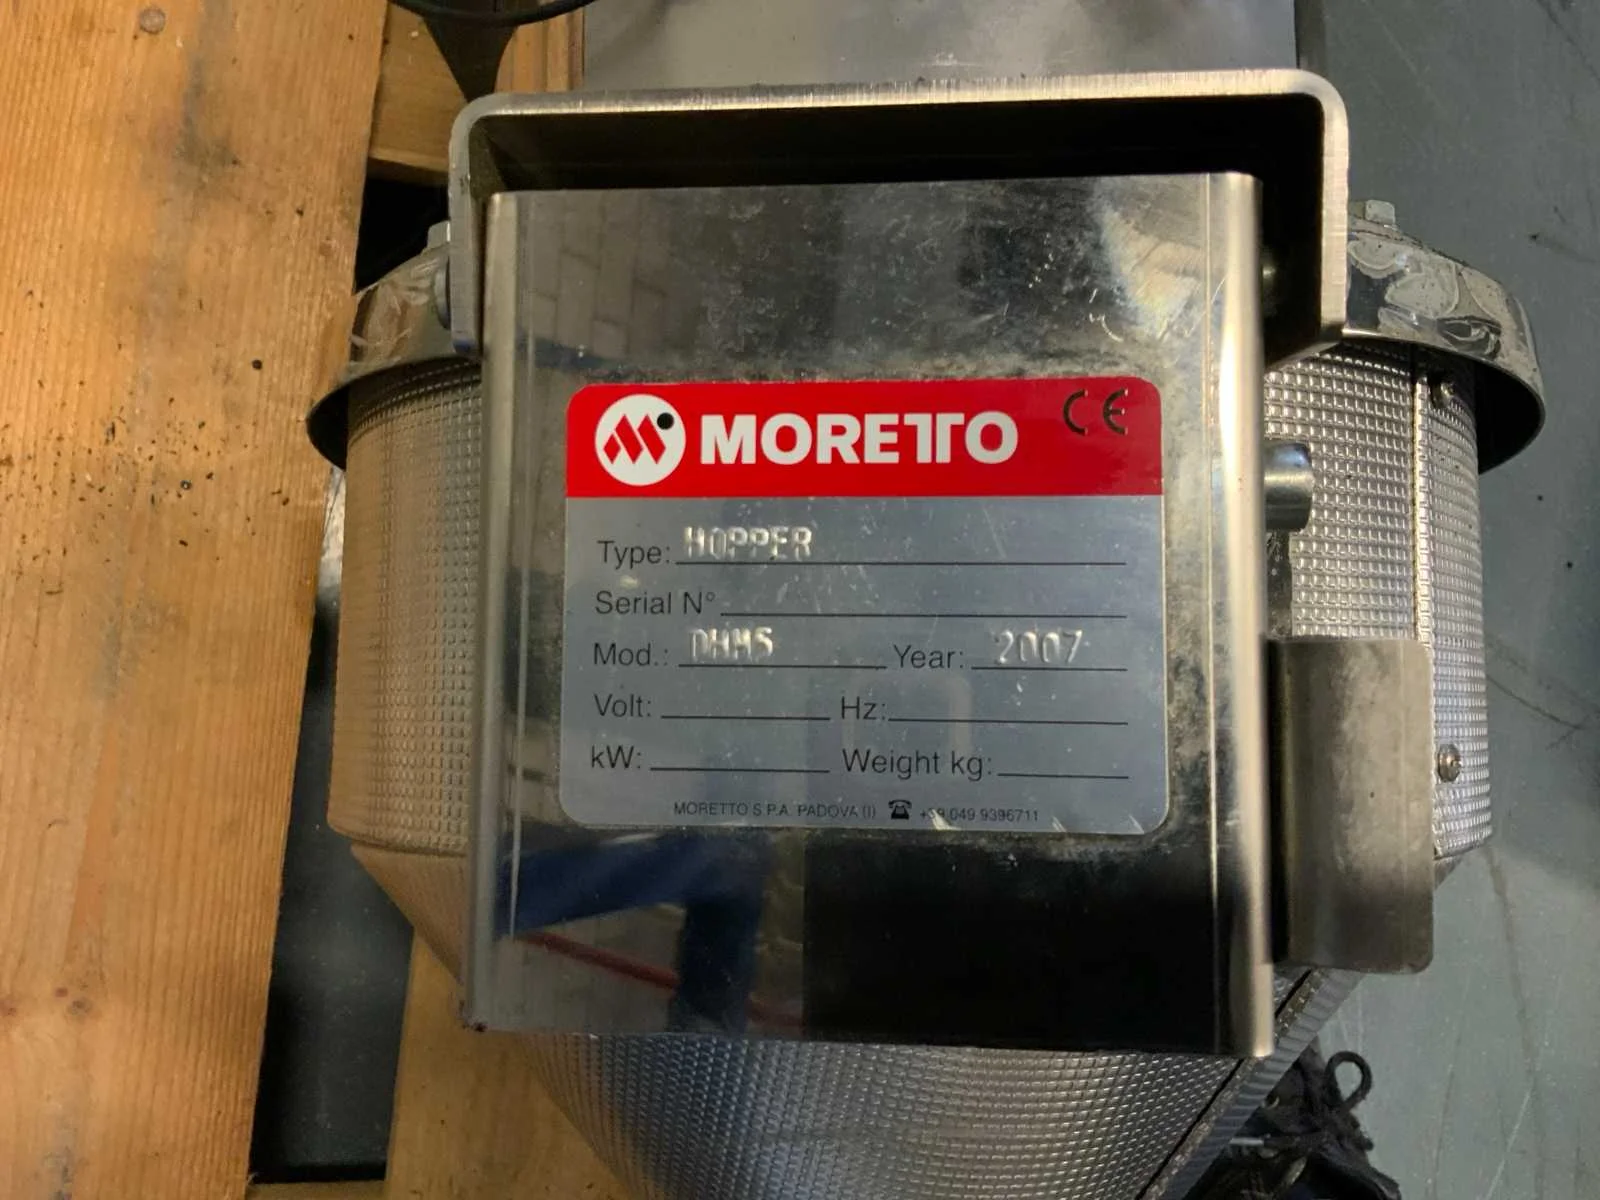 MORETTO CE
Type: HOPPER
Serial N°
Mod.: DHM5 Year: 2007
Volt: Hz:
kW: Weight kg:
MORETTO S.P.A. PADOVA (I) ☎ +39 049 9396711